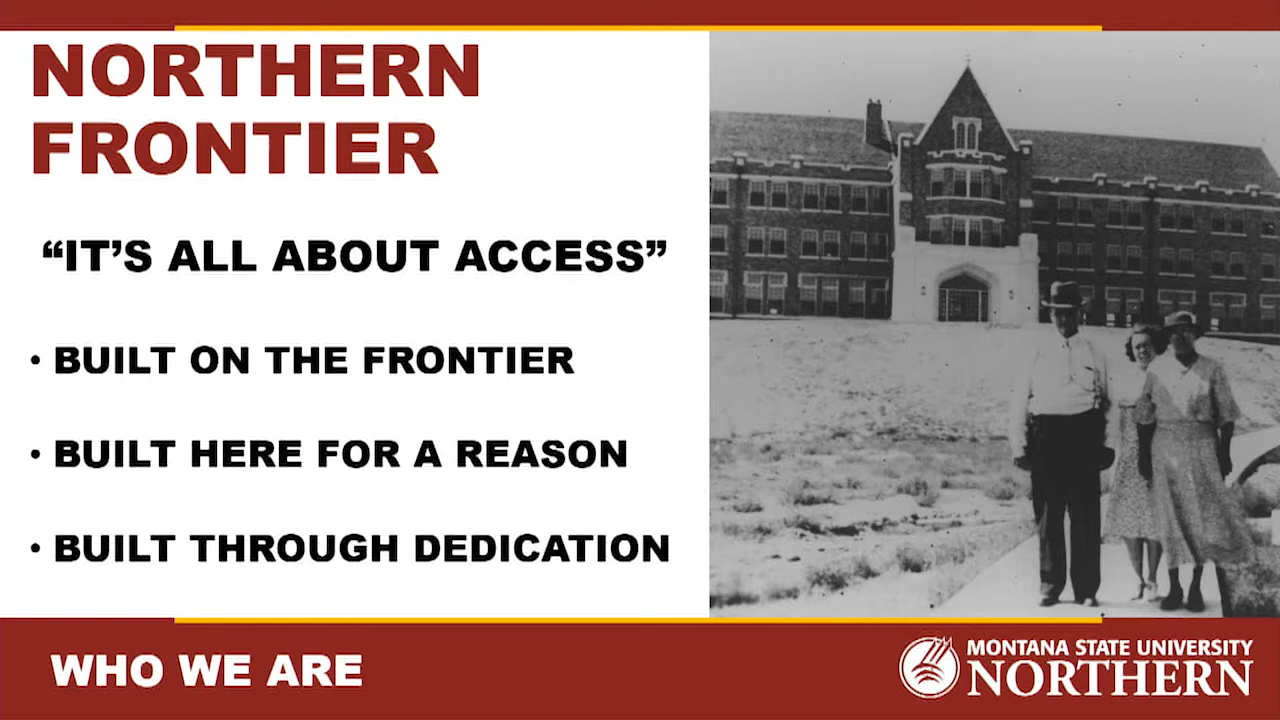 NORTHERN
FRONTIER
“IT’S ALL ABOUT ACCESS”
• BUILT ON THE FRONTIER
• BUILT HERE FOR A REASON
• BUILT THROUGH DEDICATION
WHO WE ARE
MONTANA STATE UNIVERSITY
NORTHERN